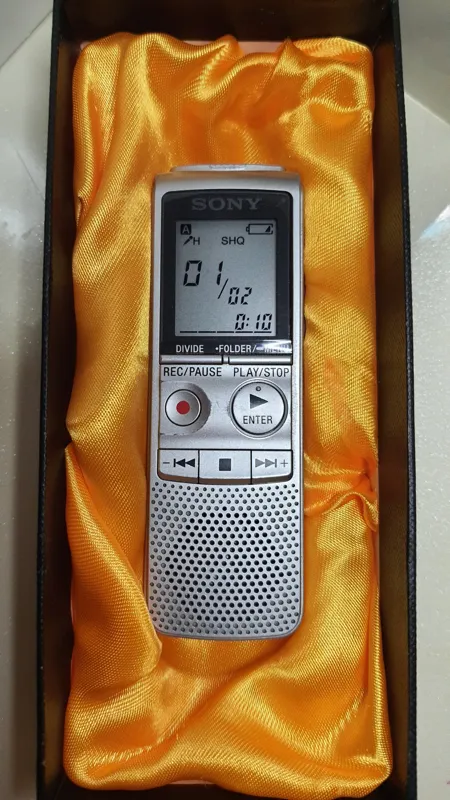 SONY
A
H SHQ
01/02
0:10
DIVIDE •FOLDER/
REC/PAUSE PLAY/STOP
ENTER
− +